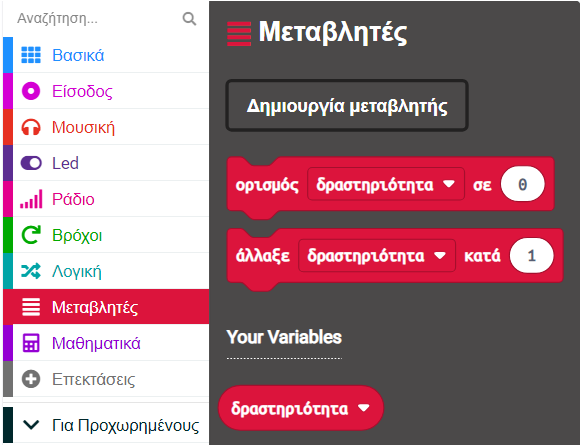 Αναζήτηση...
Βασικά
Είσοδος
Μουσική
Led
Ράδιο
Βρόχοι
Λογική
Μεταβλητές
Μαθηματικά
Επεκτάσεις
Για Προχωρημένους
Μεταβλητές
Δημιουργία μεταβλητής
ορισμός δραστηριότητα σε 0
άλλαξε δραστηριότητα κατά 1
Your Variables
δραστηριότητα